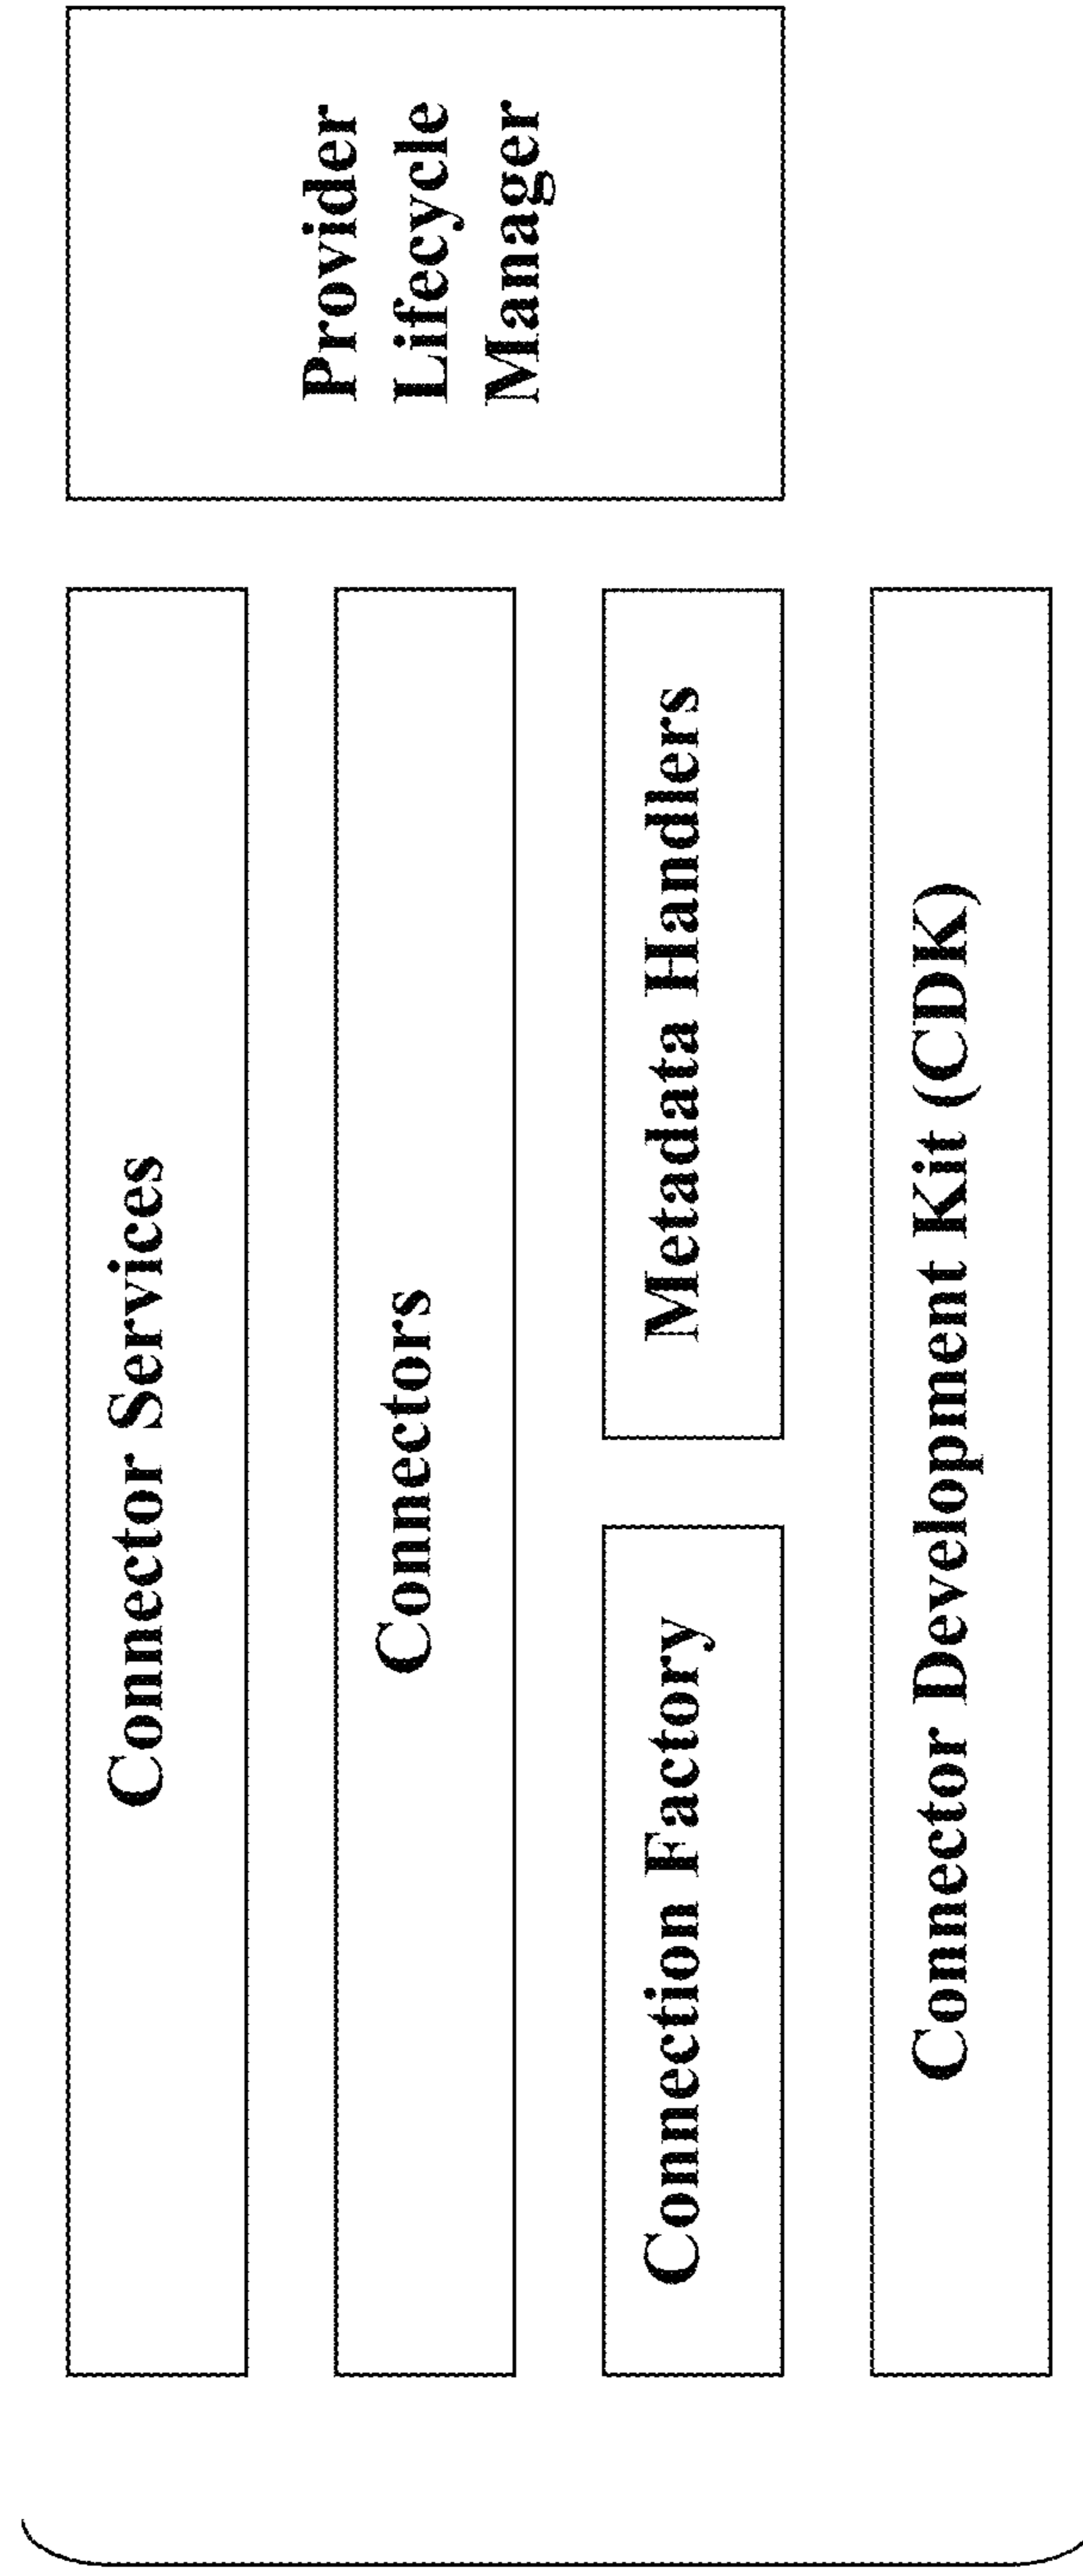 Connector Services
Connectors
Connection Factory
Metadata Handlers
Connector Development Kit (CDK)
Provider
Lifecycle
Manager